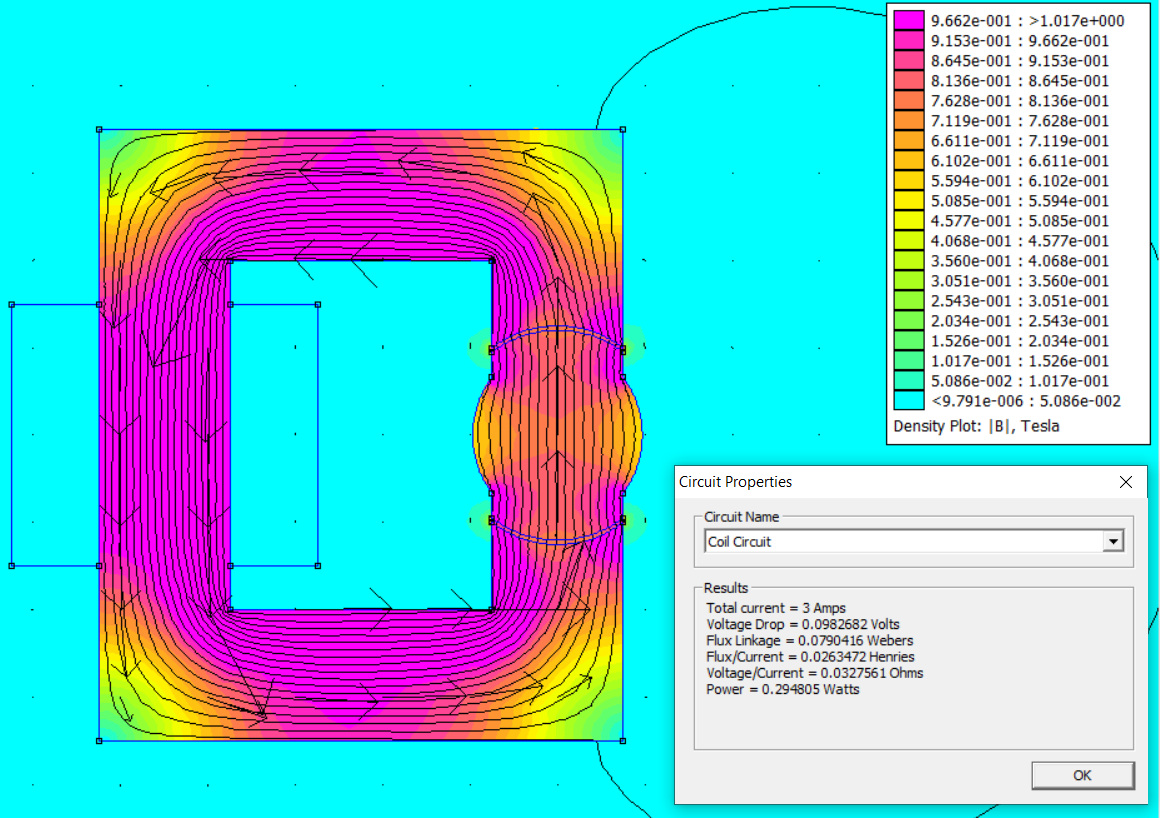 9.662e-001 : >1.017e+000
9.153e-001 : 9.662e-001
8.645e-001 : 9.153e-001
8.136e-001 : 8.645e-001
7.628e-001 : 8.136e-001
7.119e-001 : 7.628e-001
6.611e-001 : 7.119e-001
6.102e-001 : 6.611e-001
5.594e-001 : 6.102e-001
5.085e-001 : 5.594e-001
4.577e-001 : 5.085e-001
4.068e-001 : 4.577e-001
3.560e-001 : 4.068e-001
3.051e-001 : 3.560e-001
2.543e-001 : 3.051e-001
2.034e-001 : 2.543e-001
1.526e-001 : 2.034e-001
1.017e-001 : 1.526e-001
5.086e-002 : 1.017e-001
<9.791e-006 : 5.086e-002
Density Plot: |B|, Tesla
Circuit Properties
Circuit Name
Coil Circuit
Results
Total current = 3 Amps
Voltage Drop = 0.0982682 Volts
Flux Linkage = 0.0790416 Webers
Flux/Current = 0.0263472 Henries
Voltage/Current = 0.0327561 Ohms
Power = 0.294805 Watts
OK